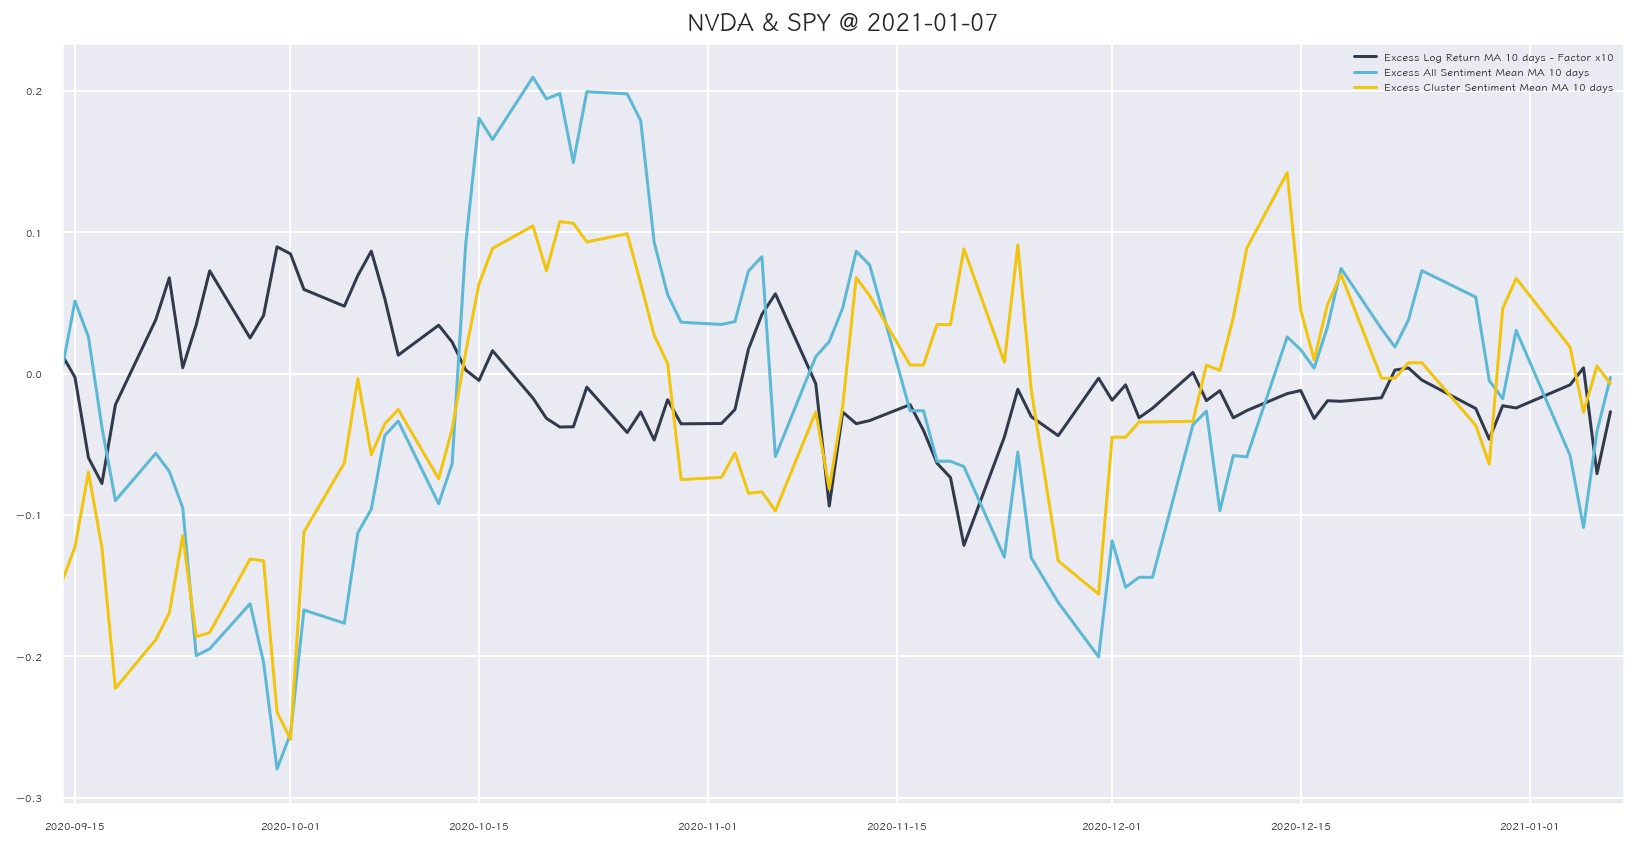 NVDA & SPY @ 2021-01-07
Excess Log Return MA 10 days - Factor x10
Excess All Sentiment Mean MA 10 days
Excess Cluster Sentiment Mean MA 10 days
0.2
0.1
0.0
−0.1
−0.2
−0.3
2020-09-15 2020-10-01 2020-10-15 2020-11-01 2020-11-15 2020-12-01 2020-12-15 2021-01-01